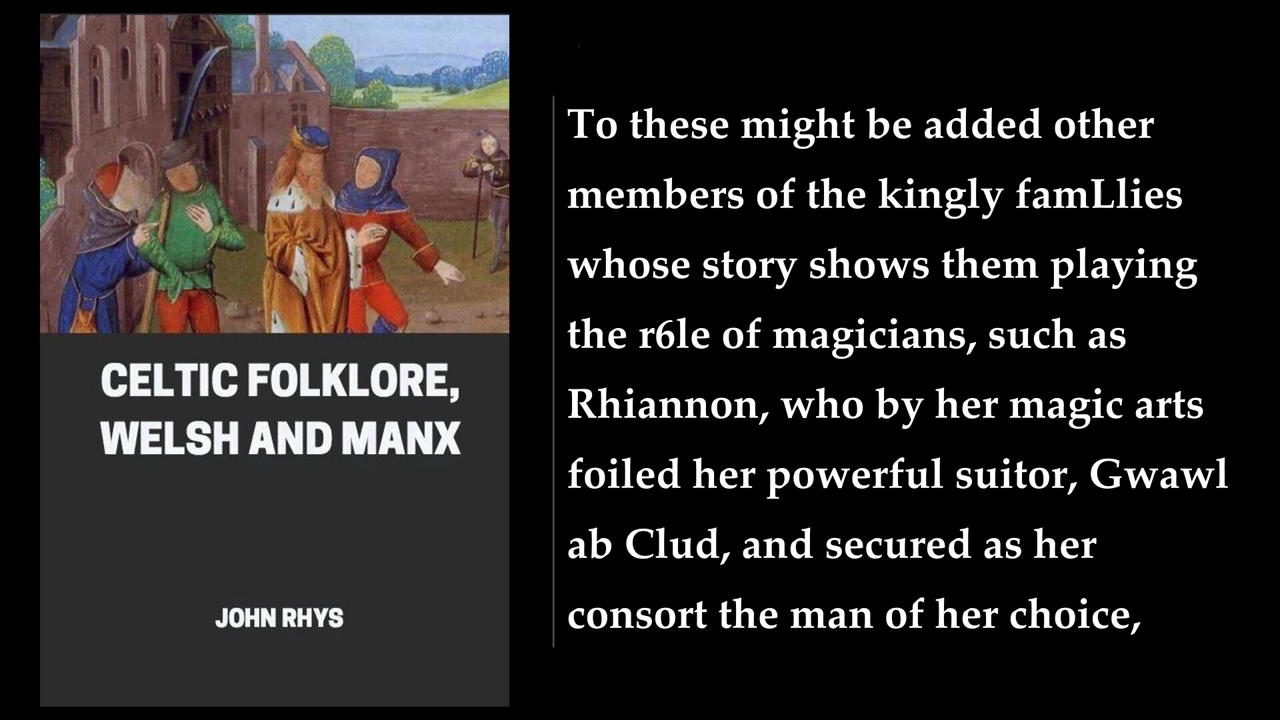 CELTIC FOLKLORE,
WELSH AND MANX
JOHN RHYS
To these might be added other
members of the kingly famLlies
whose story shows them playing
the r6le of magicians, such as
Rhiannon, who by her magic arts
foiled her powerful suitor, Gwawl
ab Clud, and secured as her
consort the man of her choice,